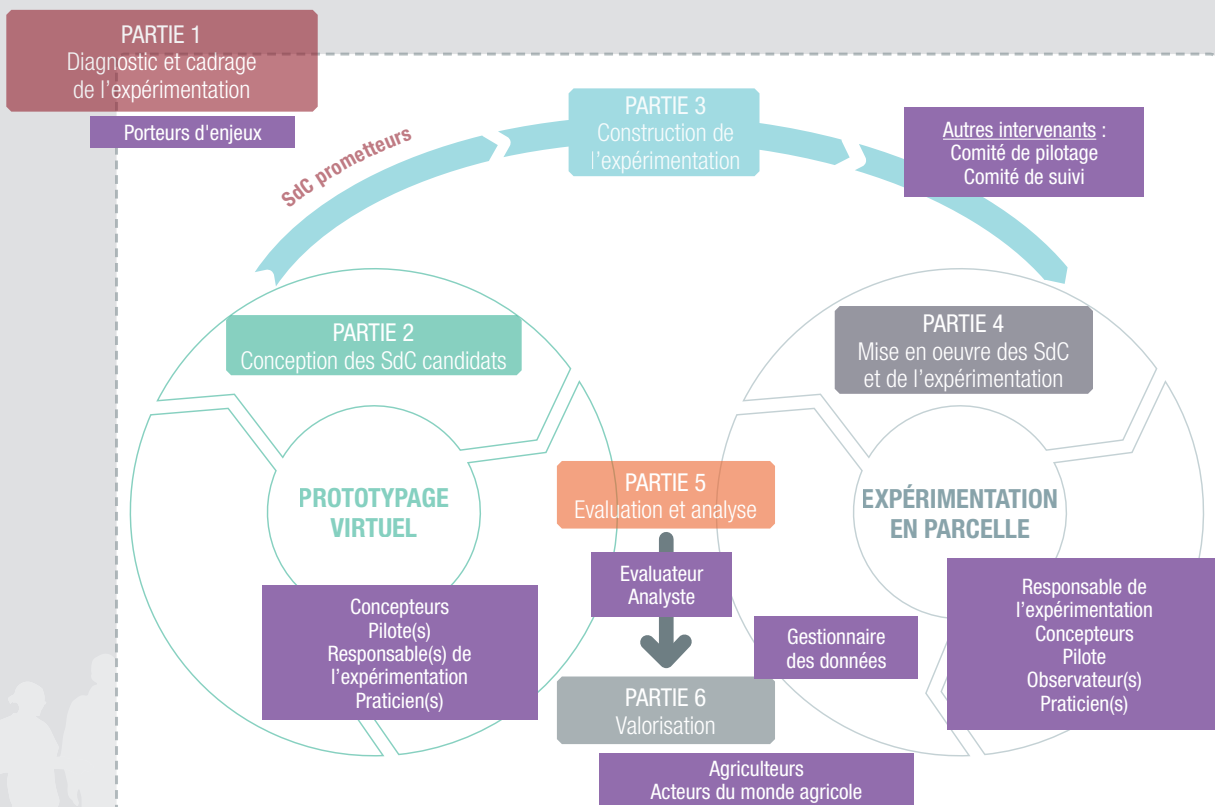 PARTIE 1
Diagnostic et cadrage
de l'expérimentation
Porteurs d'enjeux
SdC prometteurs
PARTIE 3
Construction de
l'expérimentation
Autres intervenants :
Comité de pilotage
Comité de suivi
PARTIE 2
Conception des SdC candidats
PARTIE 4
Mise en oeuvre des SdC
et de l'expérimentation
PROTOTYPAGE
VIRTUEL
PARTIE 5
Evaluation et analyse
EXPÉRIMENTATION
EN PARCELLE
Evaluateur
Analyste
Concepteurs
Pilote(s)
Responsable(s) de
l'expérimentation
Praticien(s)
Gestionnaire
des données
Responsable de
l'expérimentation
Concepteurs
Pilote
Observateur(s)
Praticien(s)
PARTIE 6
Valorisation
Agriculteurs
Acteurs du monde agricole